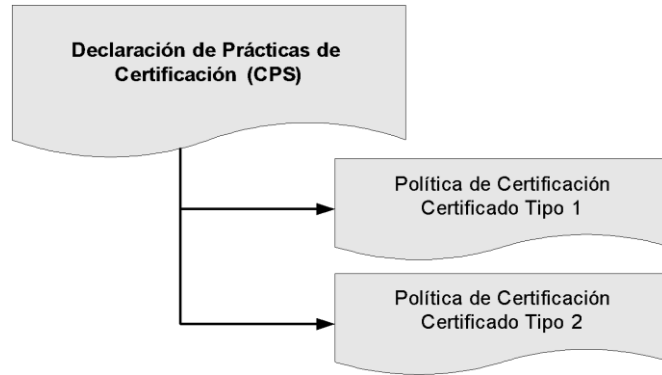 Declaración de Prácticas de
Certificación (CPS)
Política de Certificación
Certificado Tipo 1
Política de Certificación
Certificado Tipo 2